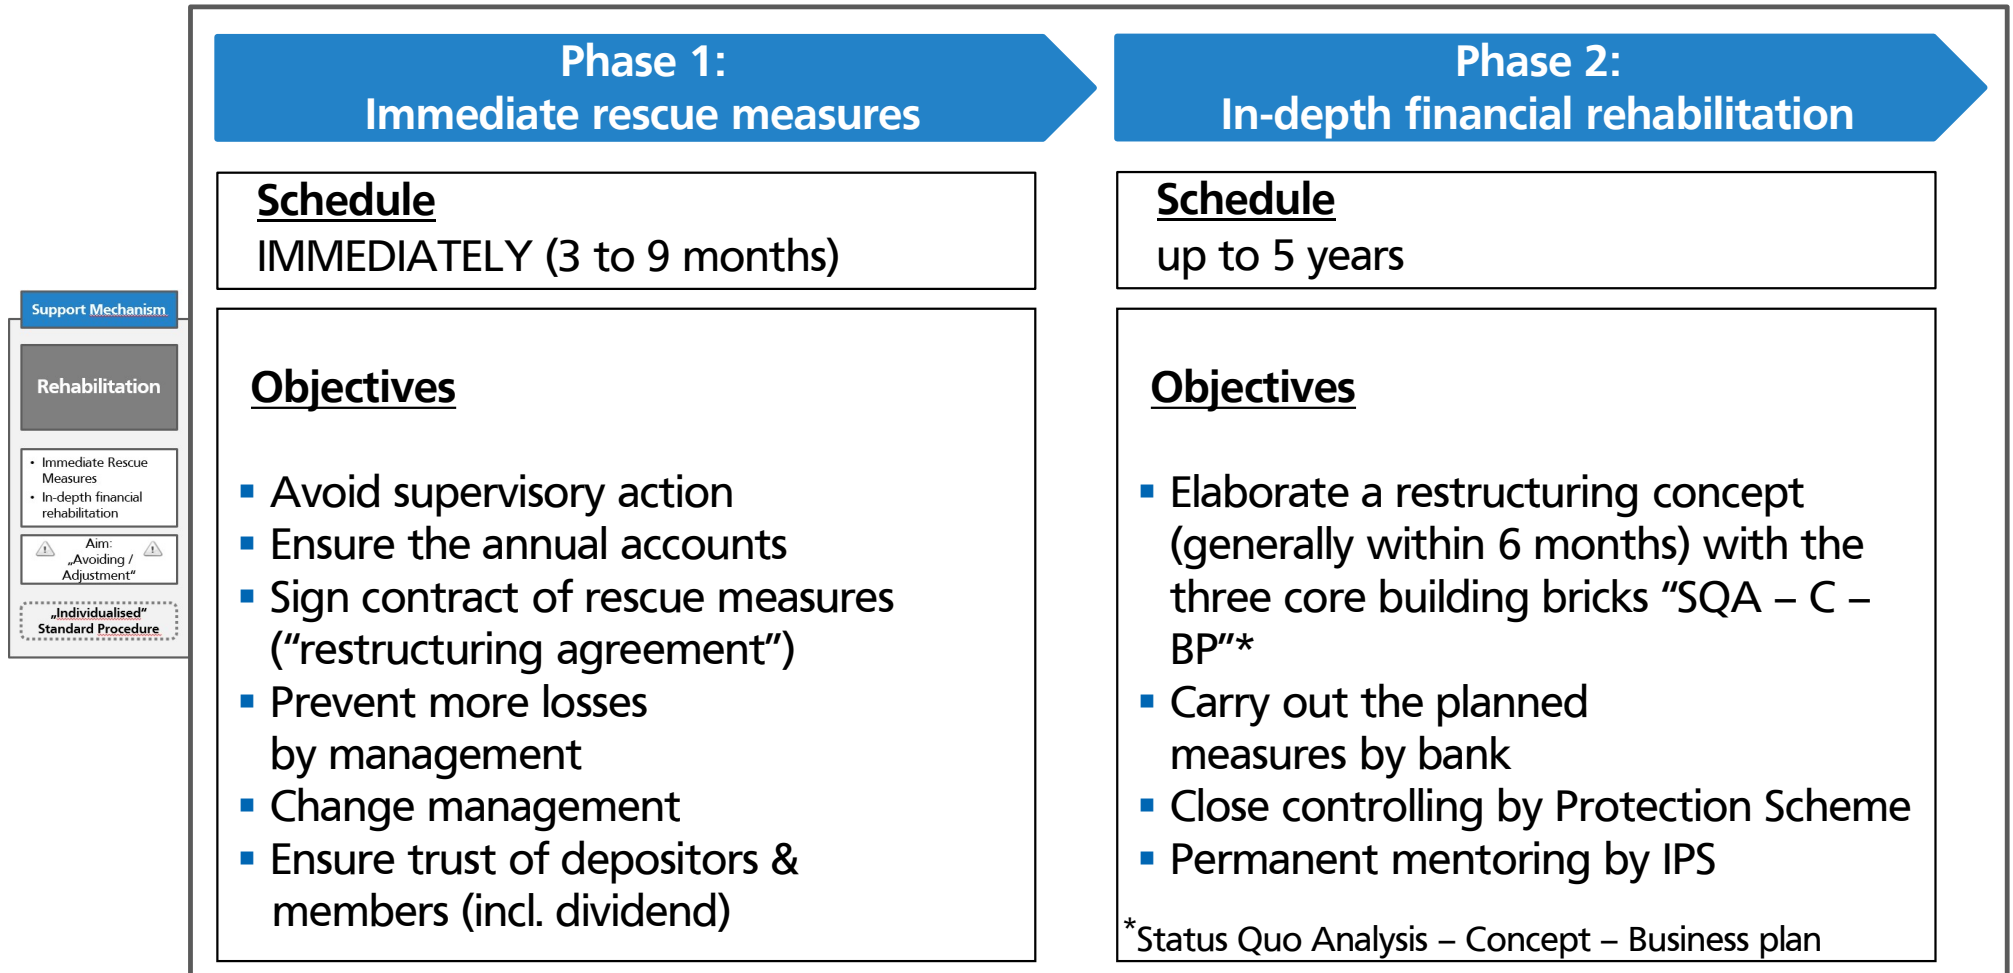 Support Mechanism
Rehabilitation
• Immediate Rescue
Measures
• In-depth financial
rehabilitation
Aim:
„Avoiding /
Adjustment“
„Individualised“
Standard Procedure
Phase 1:
Immediate rescue measures
Schedule
IMMEDIATELY (3 to 9 months)
Objectives
▪ Avoid supervisory action
▪ Ensure the annual accounts
▪ Sign contract of rescue measures
(“restructuring agreement”)
▪ Prevent more losses
by management
▪ Change management
▪ Ensure trust of depositors &
members (incl. dividend)
Phase 2:
In-depth financial rehabilitation
Schedule
up to 5 years
Objectives
▪ Elaborate a restructuring concept
(generally within 6 months) with the
three core building bricks “SQA – C –
BP”*
▪ Carry out the planned
measures by bank
▪ Close controlling by Protection Scheme
▪ Permanent mentoring by IPS
*Status Quo Analysis – Concept – Business plan